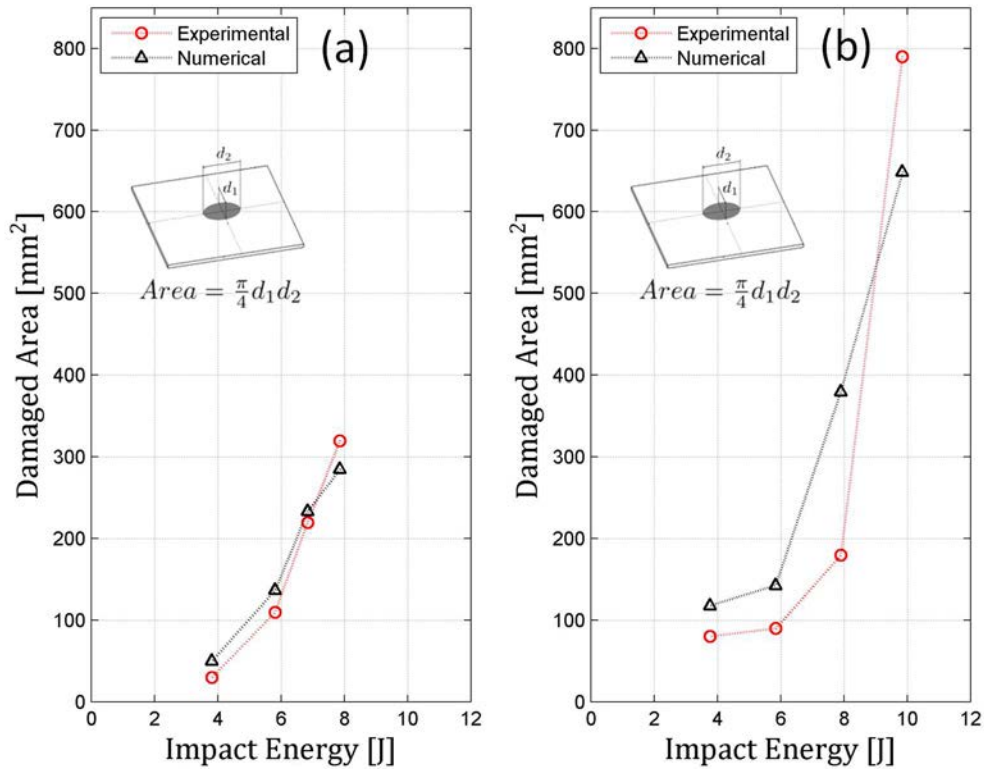 Experimental
Numerical
(a)
800
700
600
500
400
300
200
100
0
Damaged Area [mm²]
d₂
d₁
Area = π/4 d₁d₂
0 2 4 6 8 10 12
Impact Energy [J]
Experimental
Numerical
(b)
800
700
600
500
400
300
200
100
0
Damaged Area [mm²]
d₂
d₁
Area = π/4 d₁d₂
0 2 4 6 8 10 12
Impact Energy [J]